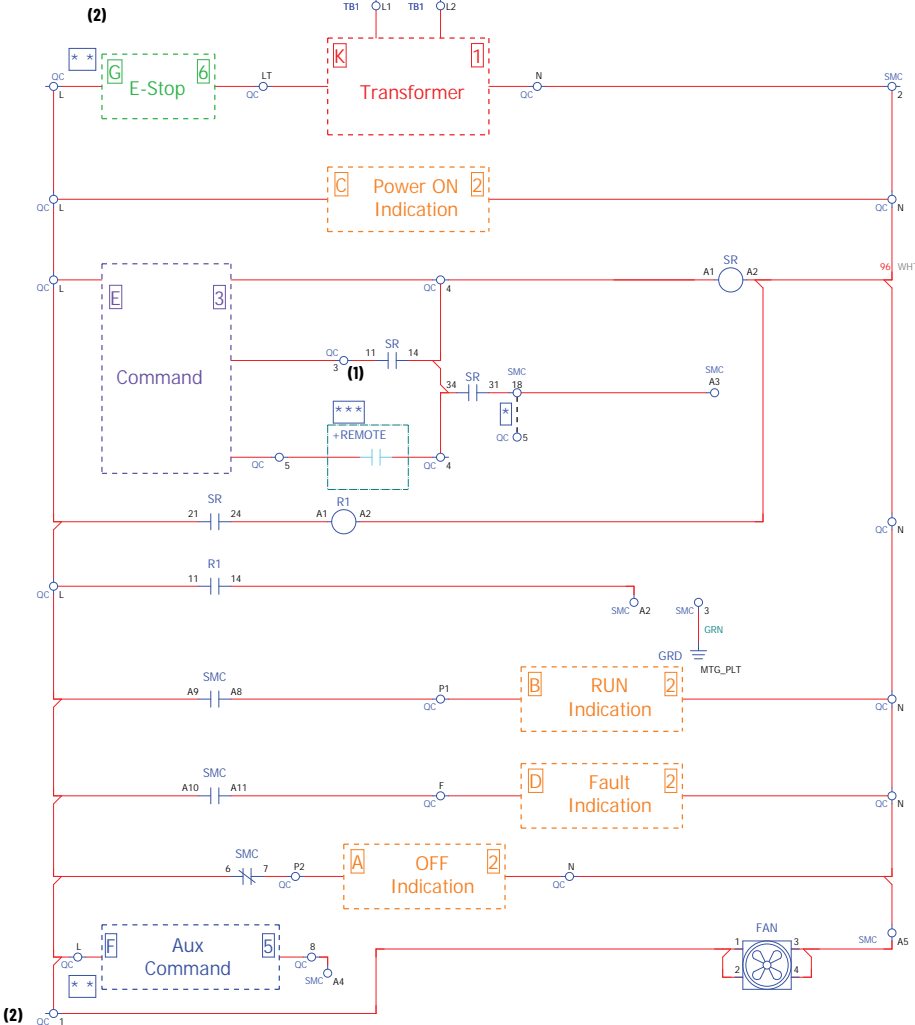 (2)
TB1 L1 TB1 L2
* *
G 6
E-Stop
K 1
Transformer
QC
L
LT
QC
N
QC
SMC
2
C Power ON 2
Indication
QC L
QC N
E 3
Command
QC L
QC 4
SR
A1 A2
96 WHT
QC
3
(1)
SR
11 14
SR
34 31
SMC
18
SMC
A3
*
QC 5
* * *
+REMOTE
QC 5
QC 4
SR
21 24
R1
A1 A2
QC N
R1
11 14
QC L
SMC A2
SMC 3
GRN
GRD
MTG_PLT
SMC
A9 A8
P1
QC
B RUN 2
Indication
QC N
SMC
A10 A11
F
QC
D Fault 2
Indication
QC N
SMC
6 7
P2
QC
A OFF 2
Indication
N
QC
L
QC
F Aux 5
Command
8
QC
SMC A4
FAN
1 3
2 4
SMC A5
* *
(2)
QC 1